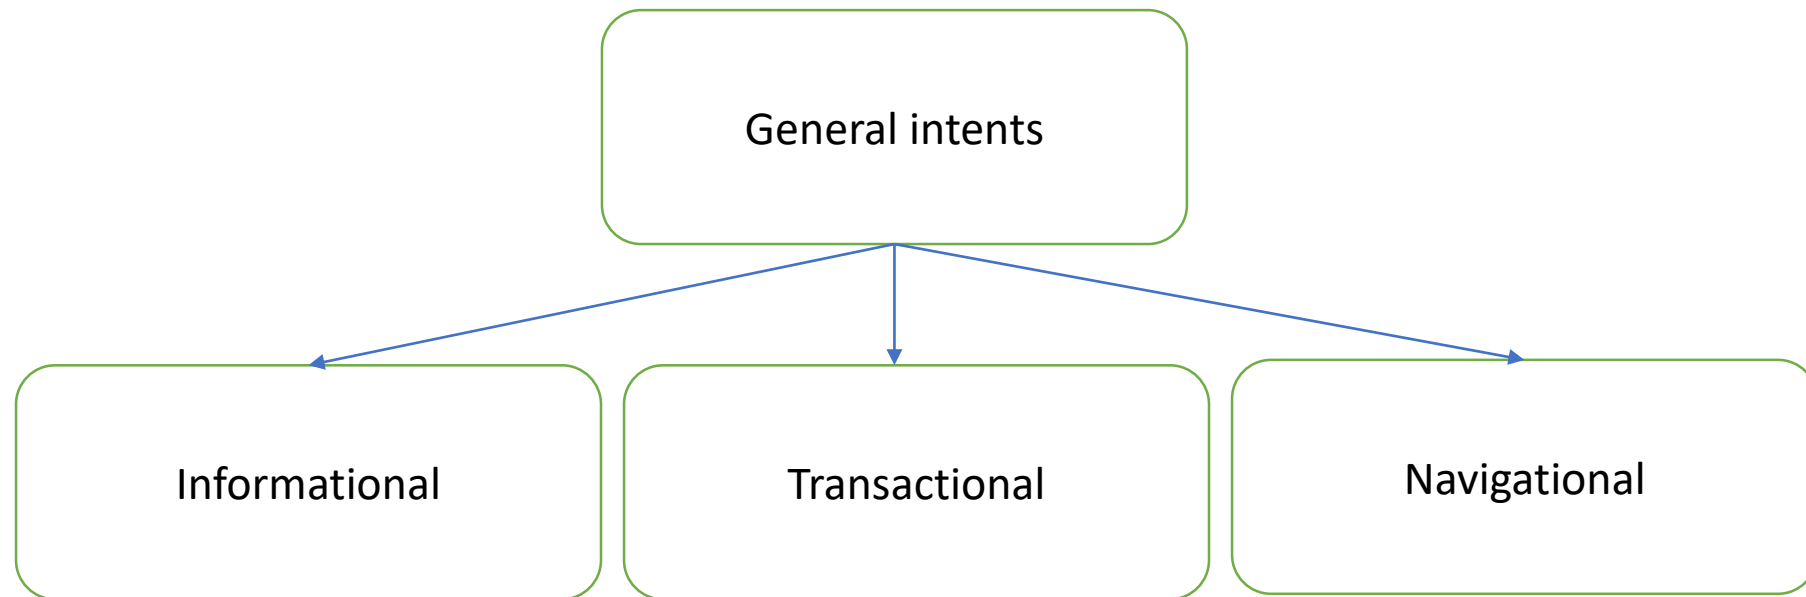 General intents
Informational
Transactional
Navigational